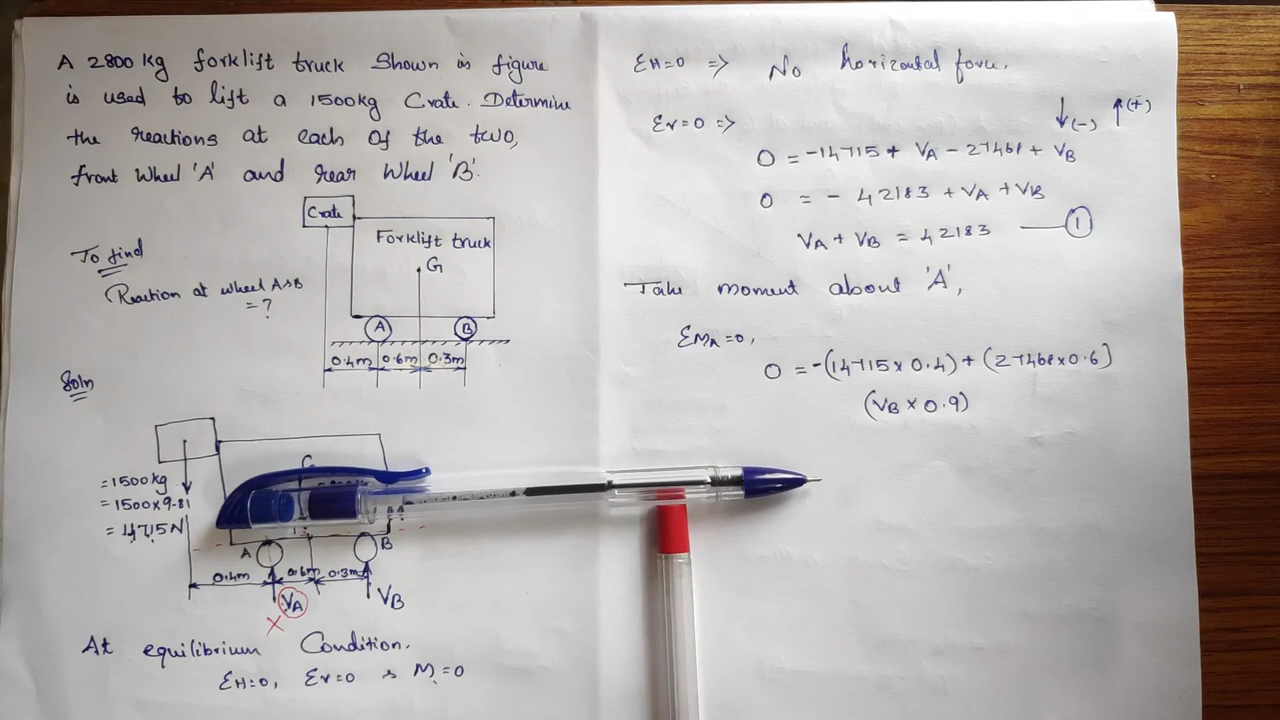 A 2800 kg forklift truck shown is figure
is used to lift a 1500kg Crate. Determine
the reactions at each of the two,
front wheel 'A' and rear wheel 'B'.
Crate
Forklift truck
G
A
B
0.4m 0.6m 0.3m
To find
Reaction at wheel A & B
= ?
Soln
= 1500 kg
= 1500 x 9.81
= 14715N
A
B
0.4m 0.6m 0.3m
VA
VB
×
At equilibrium Condition.
ΣH=0, ΣV=0 & M=0
ΣH=0 => No horizontal force.
ΣV=0 =>
↓(-) ↑(+)
0 = -14715 + VA - 27468 + VB
0 = - 42183 + VA + VB
VA + VB = 42183 — 1
Take moment about 'A',
ΣMA=0,
0 = -(14715 x 0.4) + (27468 x 0.6)
(VB x 0.9)